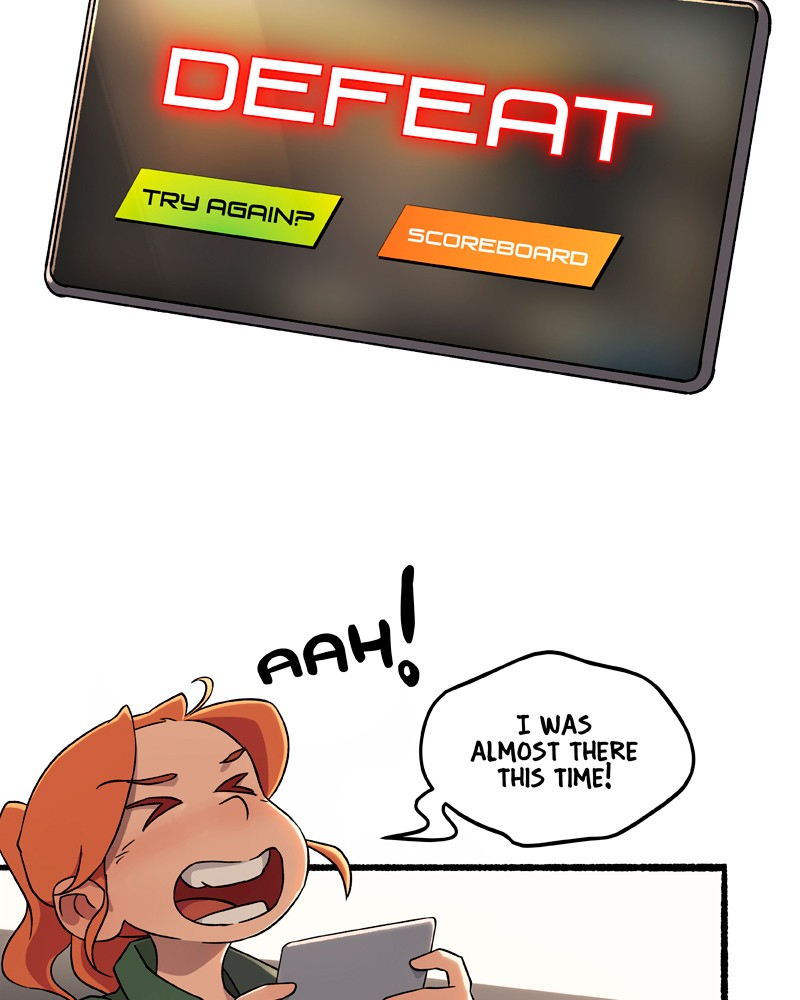 DEFEAT
TRY AGAIN?
SCOREBOARD
AAH!
I WAS
ALMOST THERE
THIS TIME!